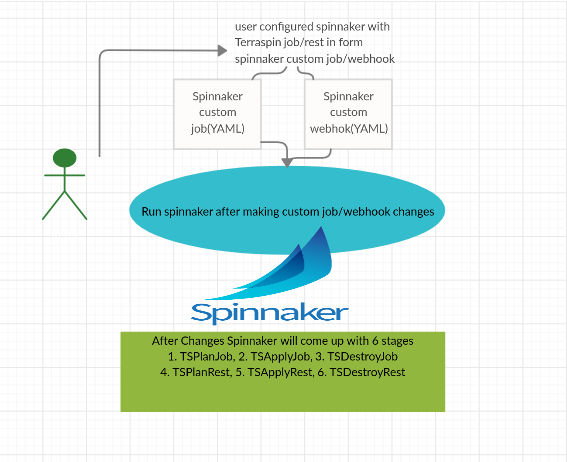 user configured spinnaker with
Terraspin job/rest in form
spinnaker custom job/webhook
Spinnaker
custom
job(YAML)
Spinnaker
custom
webhok(YAML)
Run spinnaker after making custom job/webhook changes
Spinnaker
After Changes Spinnaker will come up with 6 stages
1. TSPlanJob, 2. TSApplyJob, 3. TSDestroyJob
4. TSPlanRest, 5. TSApplyRest, 6. TSDestroyRest